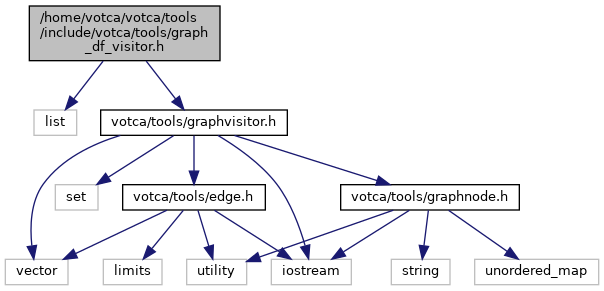 /home/votca/votca/tools
/include/votca/tools/graph
_df_visitor.h
list
votca/tools/graphvisitor.h
set
votca/tools/edge.h
votca/tools/graphnode.h
vector
limits
utility
iostream
string
unordered_map